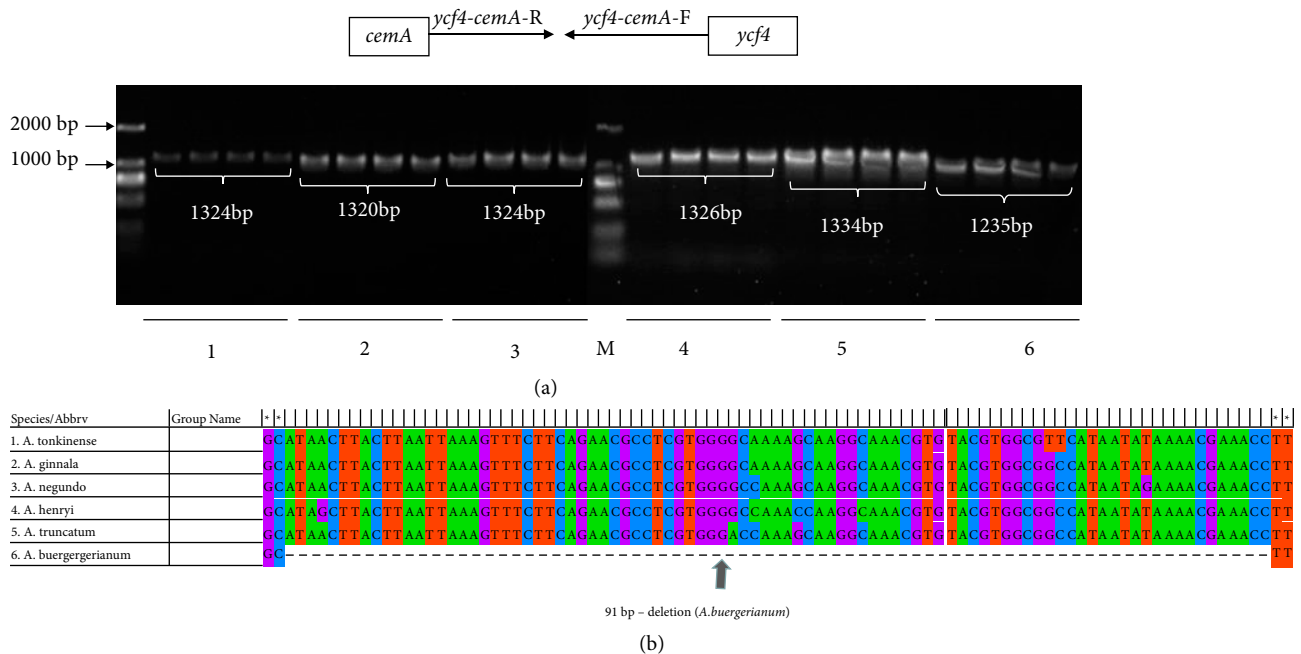 cemA
ycf4-cemA-R
ycf4-cemA-F
ycf4
2000 bp
1000 bp
1324bp
1320bp
1324bp
1326bp
1334bp
1235bp
1 2 3 M 4 5 6
(a)
Species/Abbrv Group Name * * * *
1. A. tonkinense GCATAACTTACTTAATTAAAGTTTCTTCAGAACGCCTCGTGGGGCAAAAGCAAGGCAAACGTGTACGTGGCGTTCATAATATAAAACGAAACCTT
2. A. ginnala GCATAACTTACTTAATTAAAGTTTCTTCAGAACGCCTCGTGGGGCAAAAGCAAGGCAAACGTGTACGTGGCGGCCATAATATAAAACGAAACCTT
3. A. negundo GCATAACTTACTTAATTAAAGTTTCTTCAGAACGCCTCGTGGGGCCAAAGCAAGGCAAACGTGTACGTGGCGGCCATAATAGAAAACGAAACCTT
4. A. henryi GCATAGCTTACTTAATTAAAGTTTCTTCAGAACGCCTCGTGGGGCCAAACCAAGGCAAACGTGTACGTGGCGGCCATAATATAAAACGAAACCTT
5. A. truncatum GCATAACTTACTTAATTAAAGTTTCTTCAGAACGCCTCGTGGGACCAAAGCAAGGCAAACGTGTACGTGGCGGCCATAATATAAAACGAAACCTT
6. A. buergergerianum GC TT
91 bp – deletion (A.buergerianum)
(b)